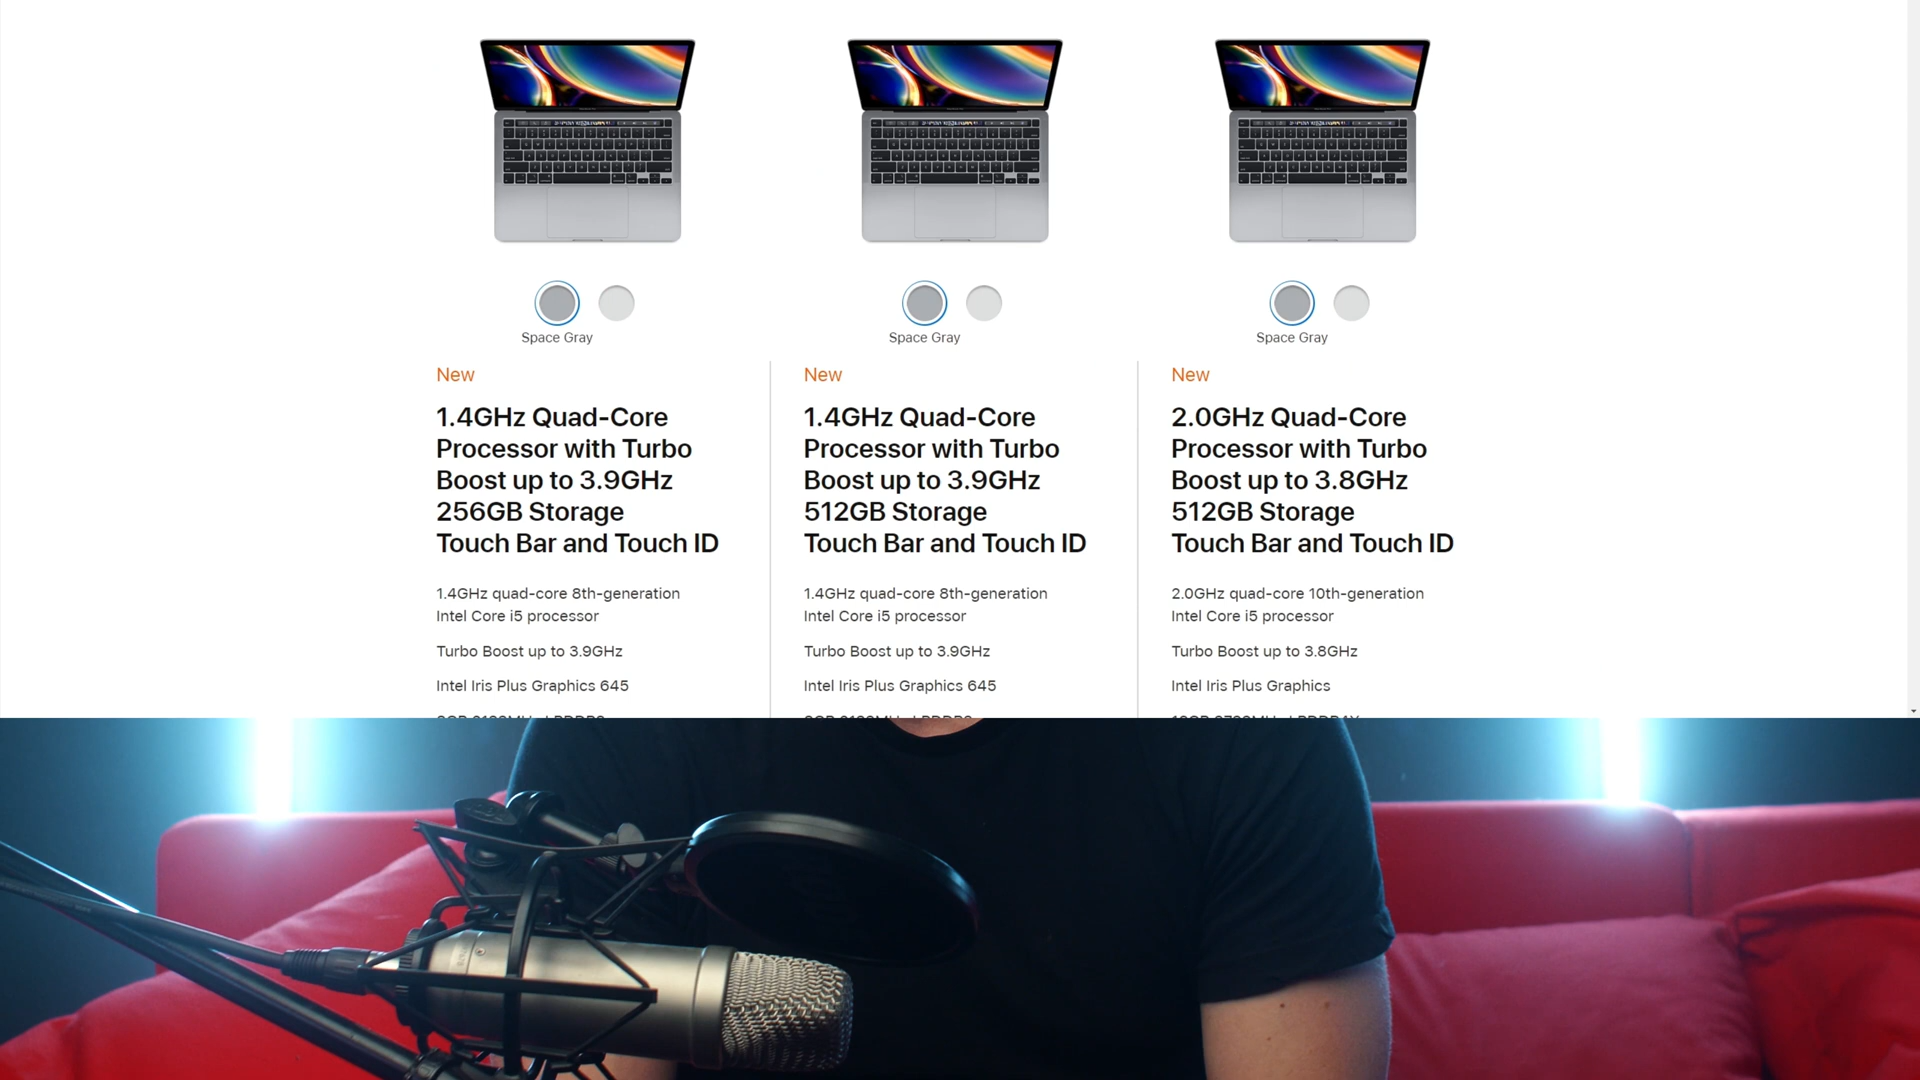 Space Gray
New
1.4GHz Quad-Core
Processor with Turbo
Boost up to 3.9GHz
256GB Storage
Touch Bar and Touch ID
1.4GHz quad-core 8th-generation
Intel Core i5 processor
Turbo Boost up to 3.9GHz
Intel Iris Plus Graphics 645
Space Gray
New
1.4GHz Quad-Core
Processor with Turbo
Boost up to 3.9GHz
512GB Storage
Touch Bar and Touch ID
1.4GHz quad-core 8th-generation
Intel Core i5 processor
Turbo Boost up to 3.9GHz
Intel Iris Plus Graphics 645
Space Gray
New
2.0GHz Quad-Core
Processor with Turbo
Boost up to 3.8GHz
512GB Storage
Touch Bar and Touch ID
2.0GHz quad-core 10th-generation
Intel Core i5 processor
Turbo Boost up to 3.8GHz
Intel Iris Plus Graphics